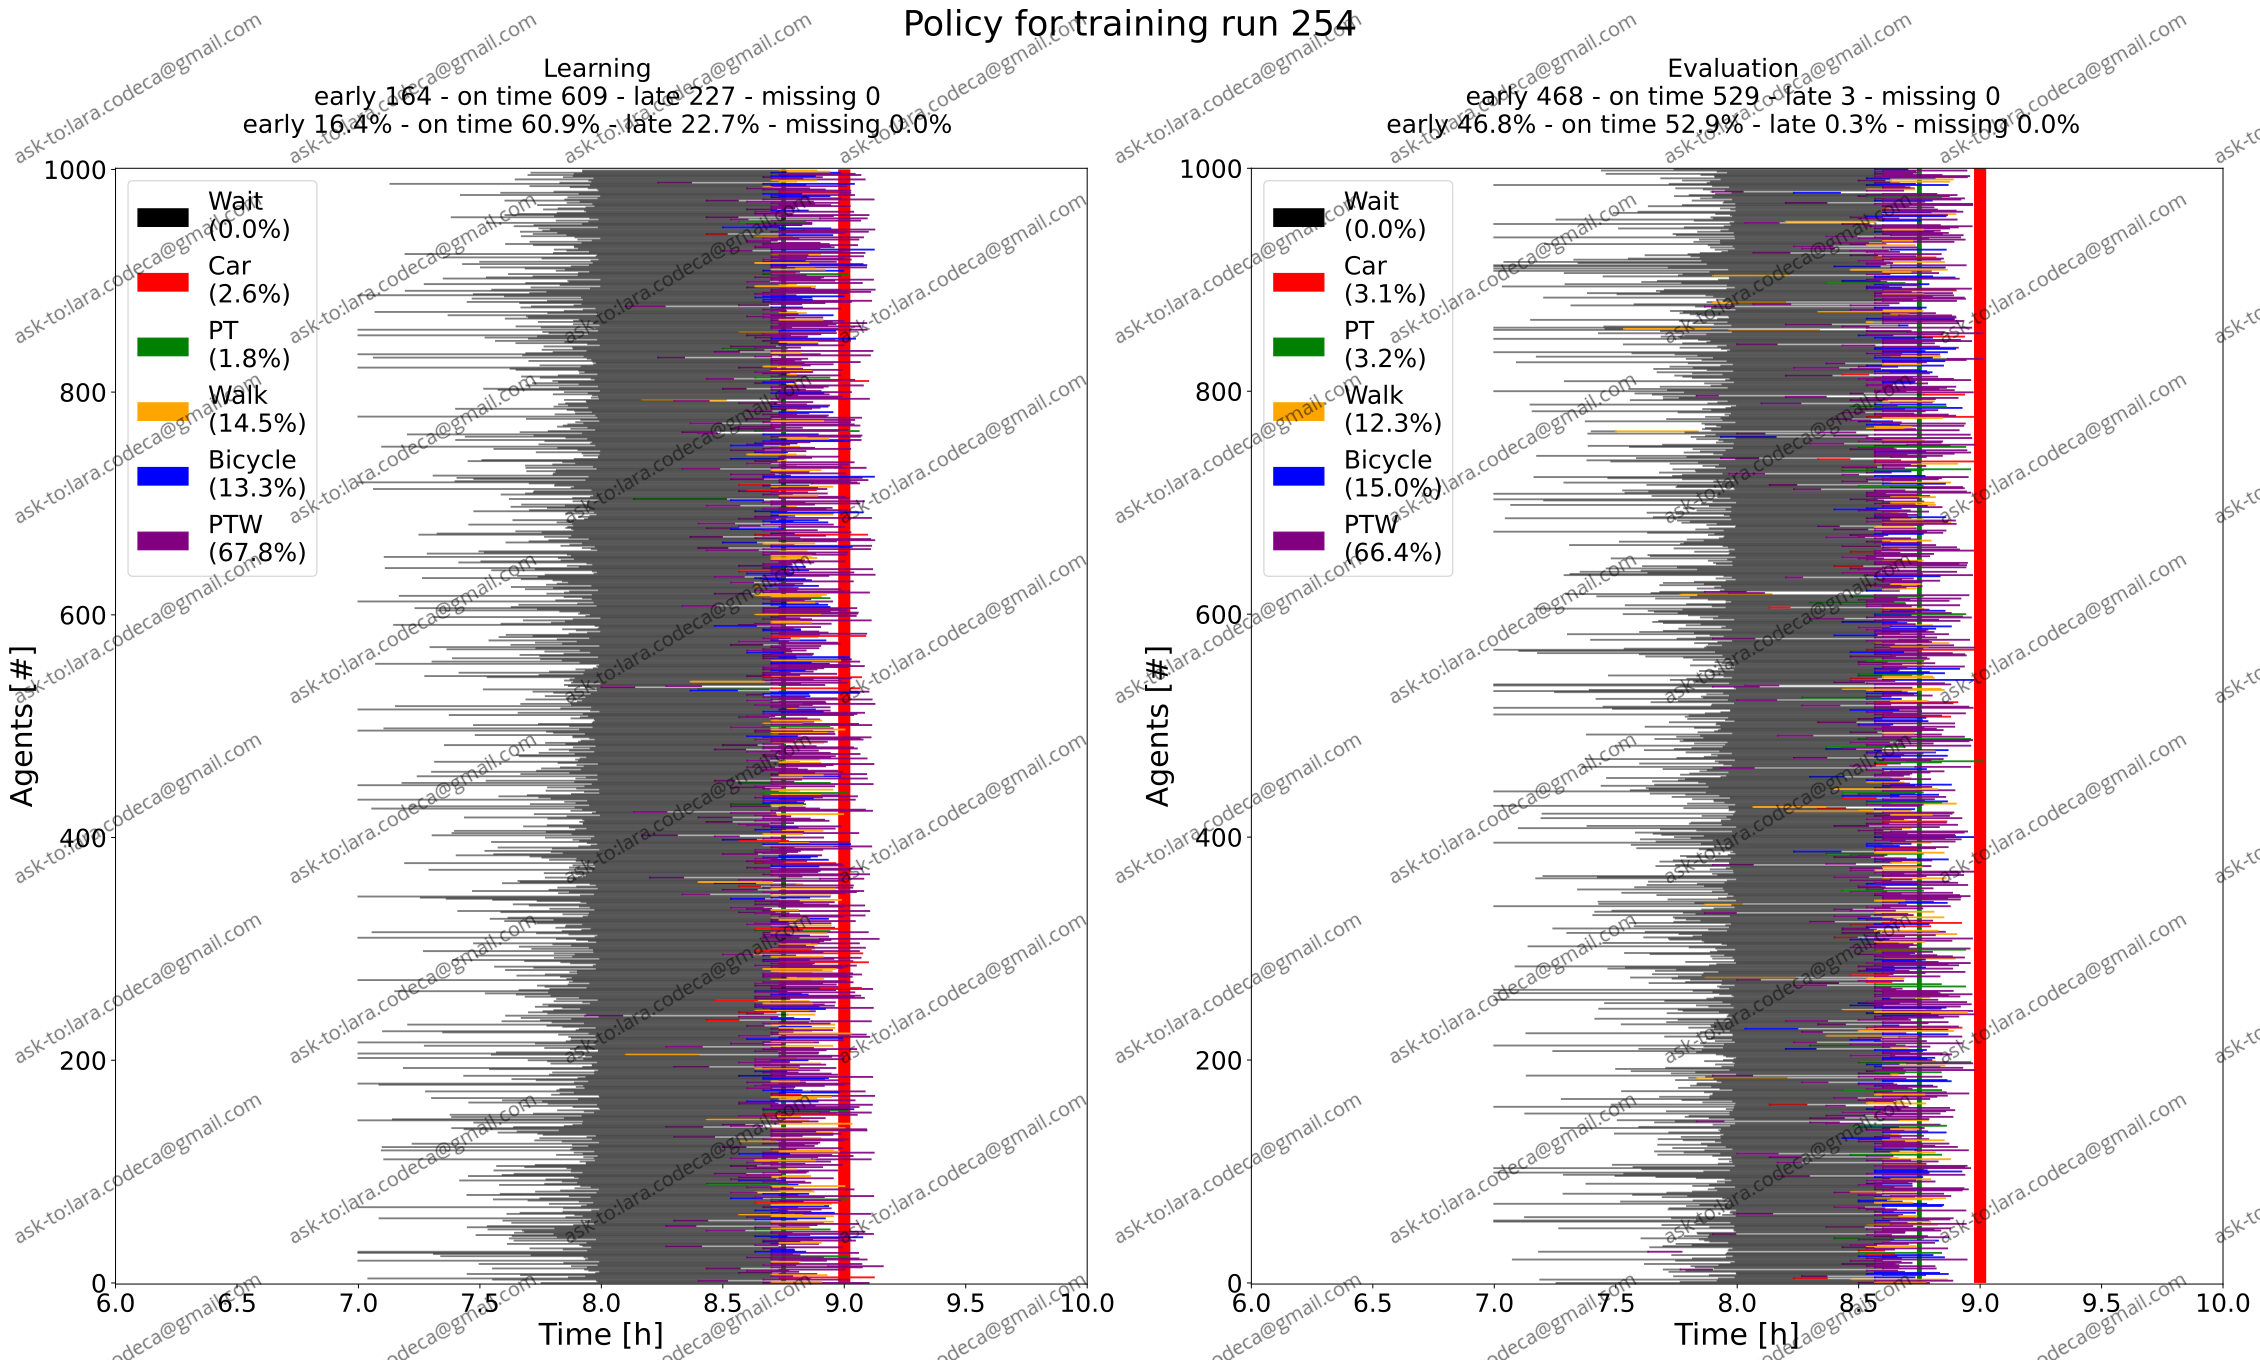 Policy for training run 254
Learning
early 164 - on time 609 - late 227 - missing 0
early 16.4% - on time 60.9% - late 22.7% - missing 0.0%
1000
800
600
400
200
0
Agents [#]
Wait
(0.0%)
Car
(2.6%)
PT
(1.8%)
Walk
(14.5%)
Bicycle
(13.3%)
PTW
(67.8%)
6.0 6.5 7.0 7.5 8.0 8.5 9.0 9.5 10.0
Time [h]
Evaluation
early 468 - on time 529 - late 3 - missing 0
early 46.8% - on time 52.9% - late 0.3% - missing 0.0%
1000
800
600
400
200
0
Agents [#]
Wait
(0.0%)
Car
(3.1%)
PT
(3.2%)
Walk
(12.3%)
Bicycle
(15.0%)
PTW
(66.4%)
6.0 6.5 7.0 7.5 8.0 8.5 9.0 9.5 10.0
Time [h]
ask-to:lara.codeca@gmail.com